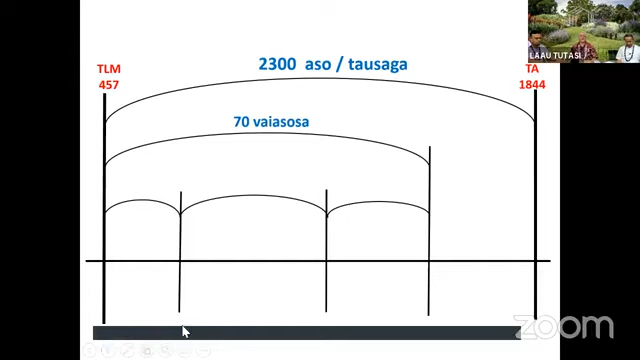 LAAU TUTASI
2300 aso / tausaga
TLM
457
TA
1844
70 vaiasosa
zoom